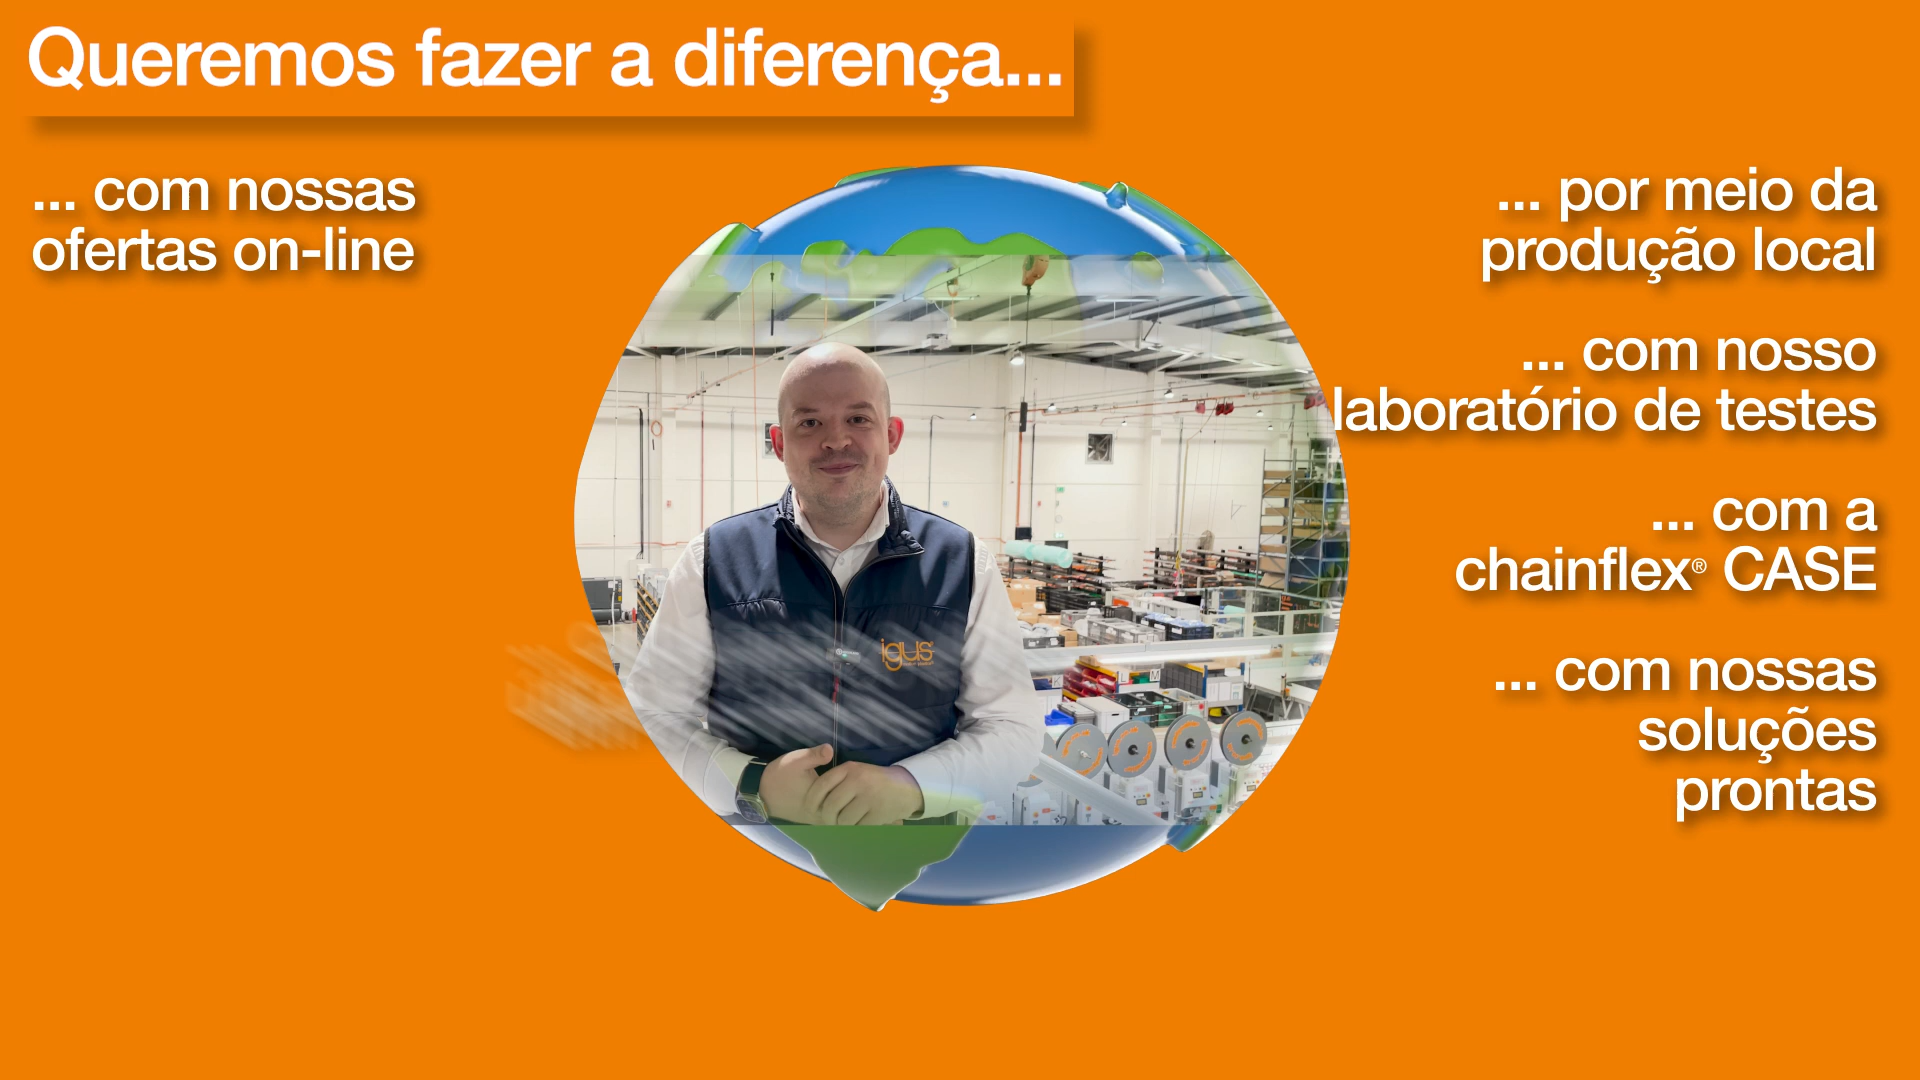 Queremos fazer a diferença...
... com nossas
ofertas on-line
... por meio da
produção local
... com nosso
laboratório de testes
... com a
chainflex® CASE
... com nossas
soluções
prontas
igus®